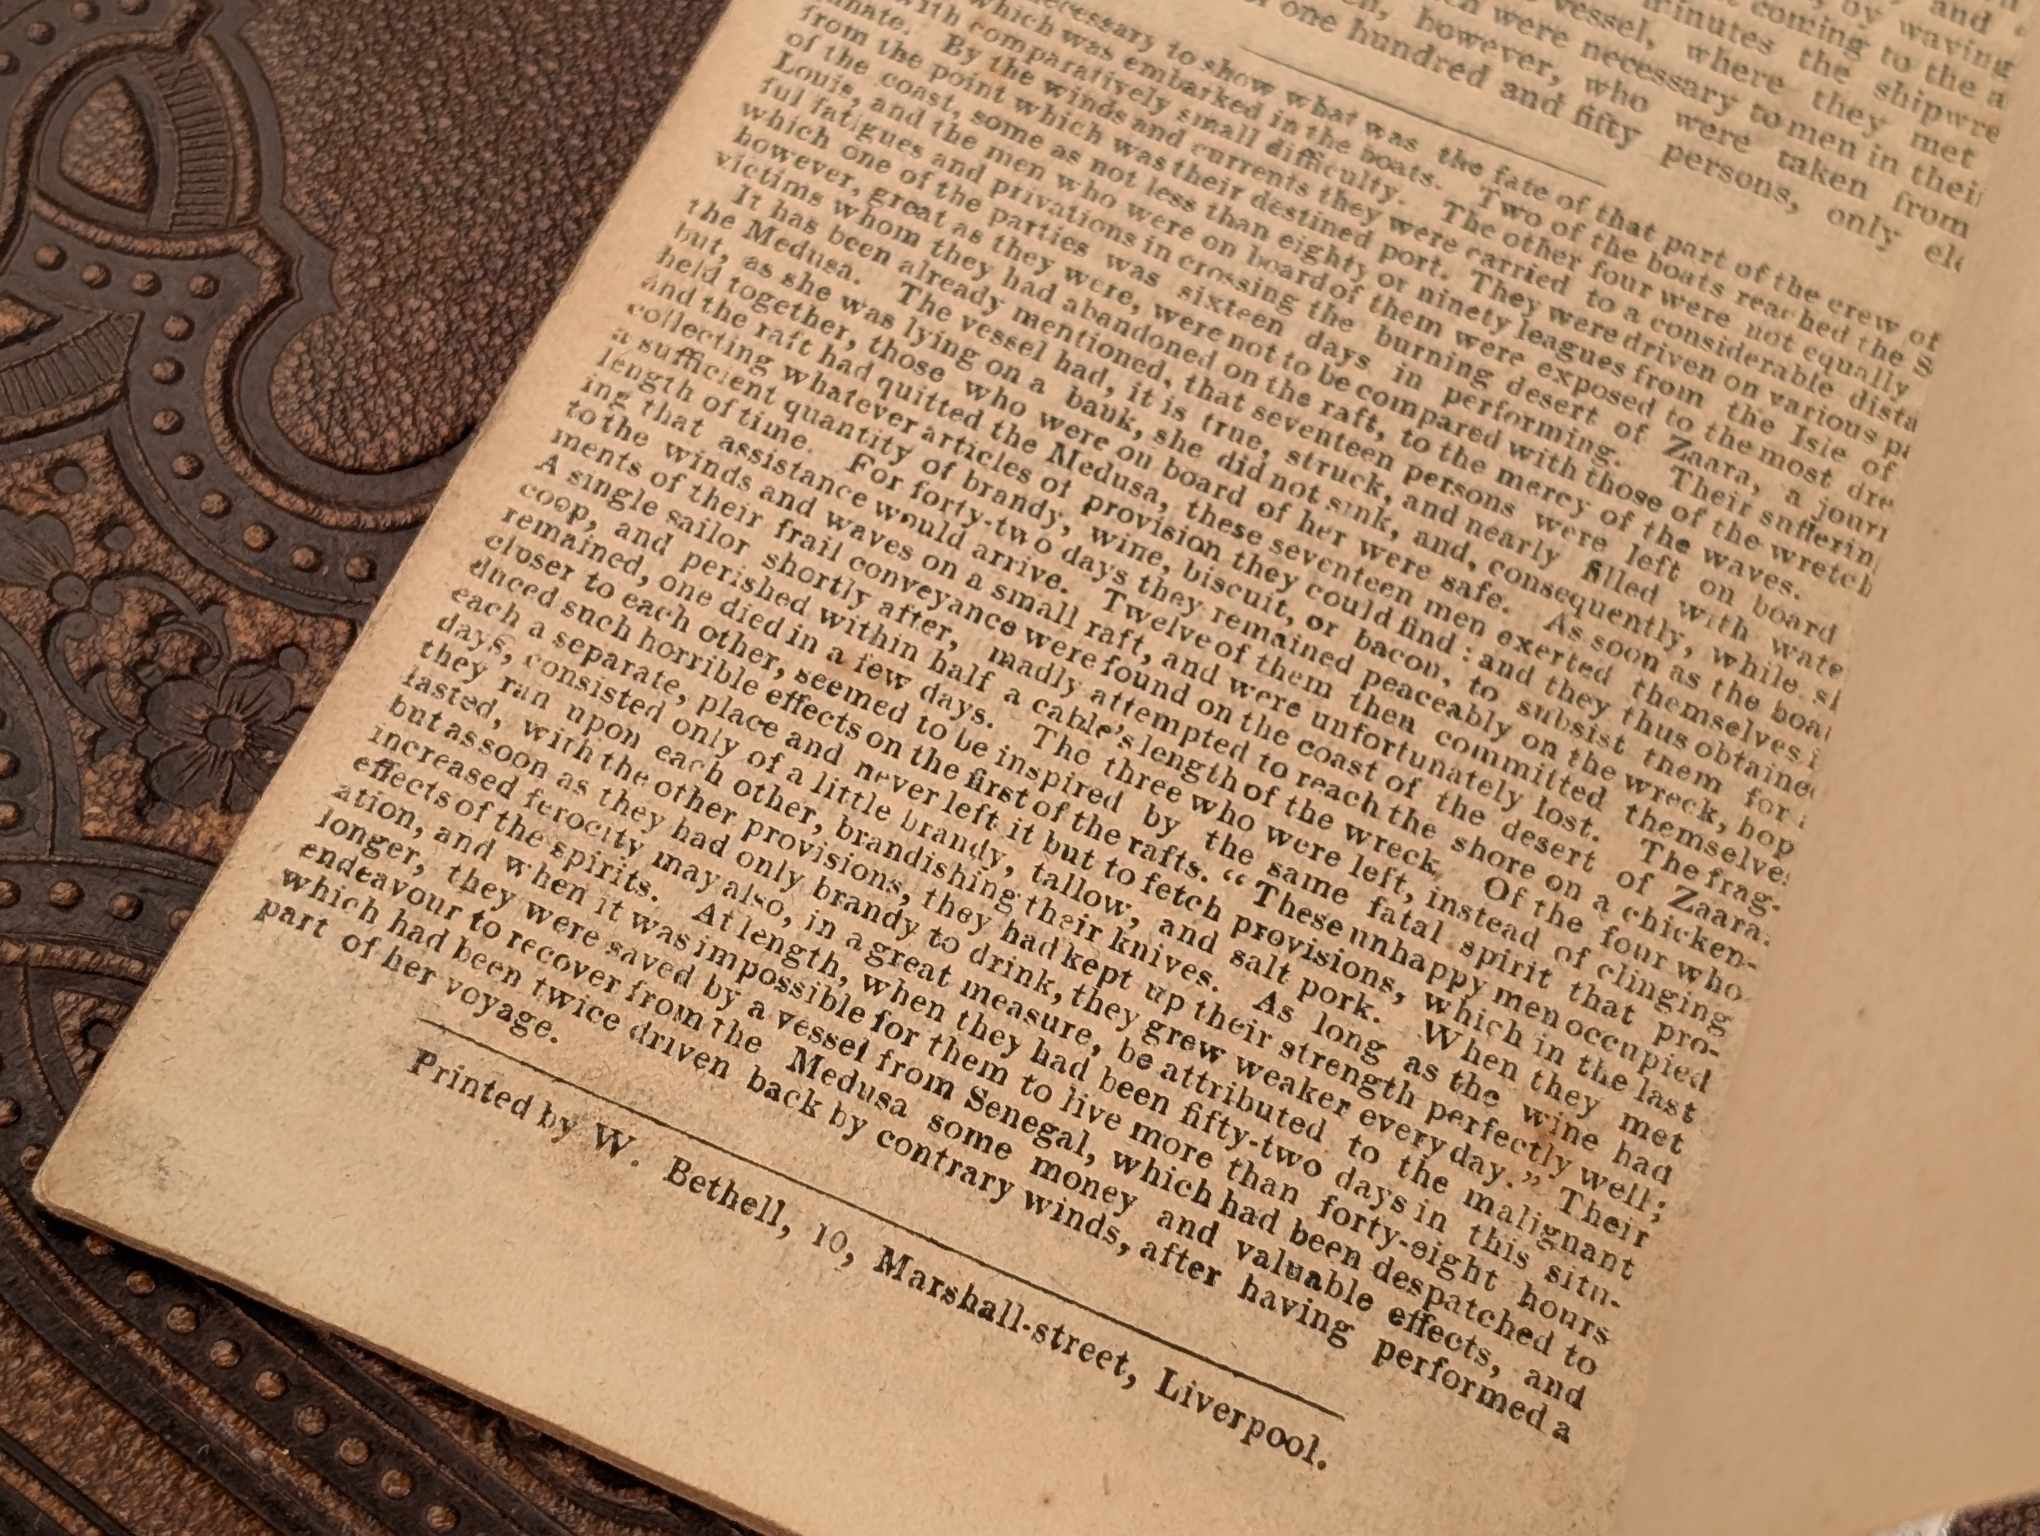 and
by waving
coming to the a
minutes the shipwre
vessel, where they met
were necessary to men in their
however, who were taken from
one hundred and fifty persons, only ele
necessary to show what was the fate of that part of the crew of
which was embarked in the boats. Two of the boats reached the S
with comparatively small difficulty. The other four were not equally
By the winds and currents they were carried to a considerable dista
from the point which was their destined port. They were driven on various p
of the coast, some as not less than eighty or ninety leagues from the Isle of
Louis, and the men who were on board of them were exposed to the most dre
ful fatigues and privations in crossing the burning desert of Zaara, a journ
which one of the parties was sixteen days in performing. Their sufferin
however, great as they were, were not to be compared with those of the wretch
victims whom they had abandoned on the raft, to the mercy of the waves.
It has been already mentioned, that seventeen persons were left on board
the Medusa. The vessel had, it is true, struck, and nearly filled with wate
but, as she was lying on a bank, she did not sink, and, consequently, while s
held together, those who were on board of her were safe. As soon as the boa
and the raft had quitted the Medusa, these seventeen men exerted themselves i
collecting whatever articles of provision they could find: and they thus obtained
a sufficient quantity of brandy, wine, biscuit, or bacon, to subsist them for
length of time. For forty-two days they remained peaceably on the wreck, hop
ing that assistance would arrive. Twelve of them then committed themselves
to the winds and waves on a small raft, and were unfortunately lost. The frag-
ments of their frail conveyance were found on the coast of the desert of Zaara.
A single sailor shortly after, madly attempted to reach the shore on a chicken-
coop, and perished within half a cable's length of the wreck. Of the four who
remained, one died in a few days. The three who were left, instead of clinging
closer to each other, seemed to be inspired by the same fatal spirit that pro-
duced such horrible effects on the first of the rafts. "These unhappy men occupied
each a separate, place and never left it but to fetch provisions, which in the last
days, consisted only of a little brandy, tallow, and salt pork. When they met
they ran upon each other, brandishing their knives. As long as the wine had
lasted, with the other provisions, they had kept up their strength perfectly well;
but as soon as they had only brandy to drink, they grew weaker every day." Their
increased ferocity may also, in a great measure, be attributed to the malignant
effects of the spirits. At length, when they had been fifty-two days in this situ-
ation, and when it was impossible for them to live more than forty-eight hours
longer, they were saved by a vessel from Senegal, which had been despatched to
endeavour to recover from the Medusa some money and valuable effects, and
which had been twice driven back by contrary winds, after having performed a
part of her voyage.
Printed by W. Bethell, 10, Marshall-street, Liverpool.